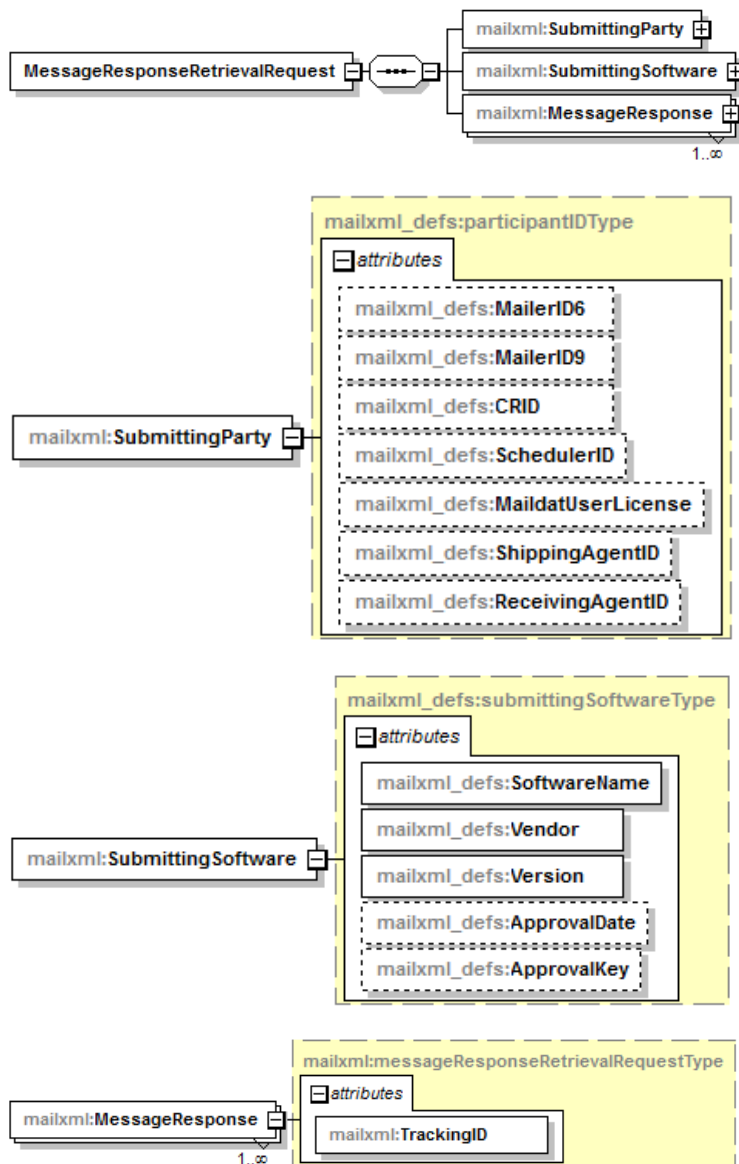 mailxml:SubmittingParty
MessageResponseRetrievalRequest
mailxml:SubmittingSoftware
mailxml:MessageResponse
1..∞
mailxml_defs:participantIDType
attributes
mailxml_defs:MailerID6
mailxml_defs:MailerID9
mailxml_defs:CRID
mailxml:SubmittingParty
mailxml_defs:SchedulerID
mailxml_defs:MaildatUserLicense
mailxml_defs:ShippingAgentID
mailxml_defs:ReceivingAgentID
mailxml_defs:submittingSoftwareType
attributes
mailxml_defs:SoftwareName
mailxml_defs:Vendor
mailxml:SubmittingSoftware
mailxml_defs:Version
mailxml_defs:ApprovalDate
mailxml_defs:ApprovalKey
mailxml:messageResponseRetrievalRequestType
attributes
mailxml:MessageResponse
mailxml:TrackingID
1..∞